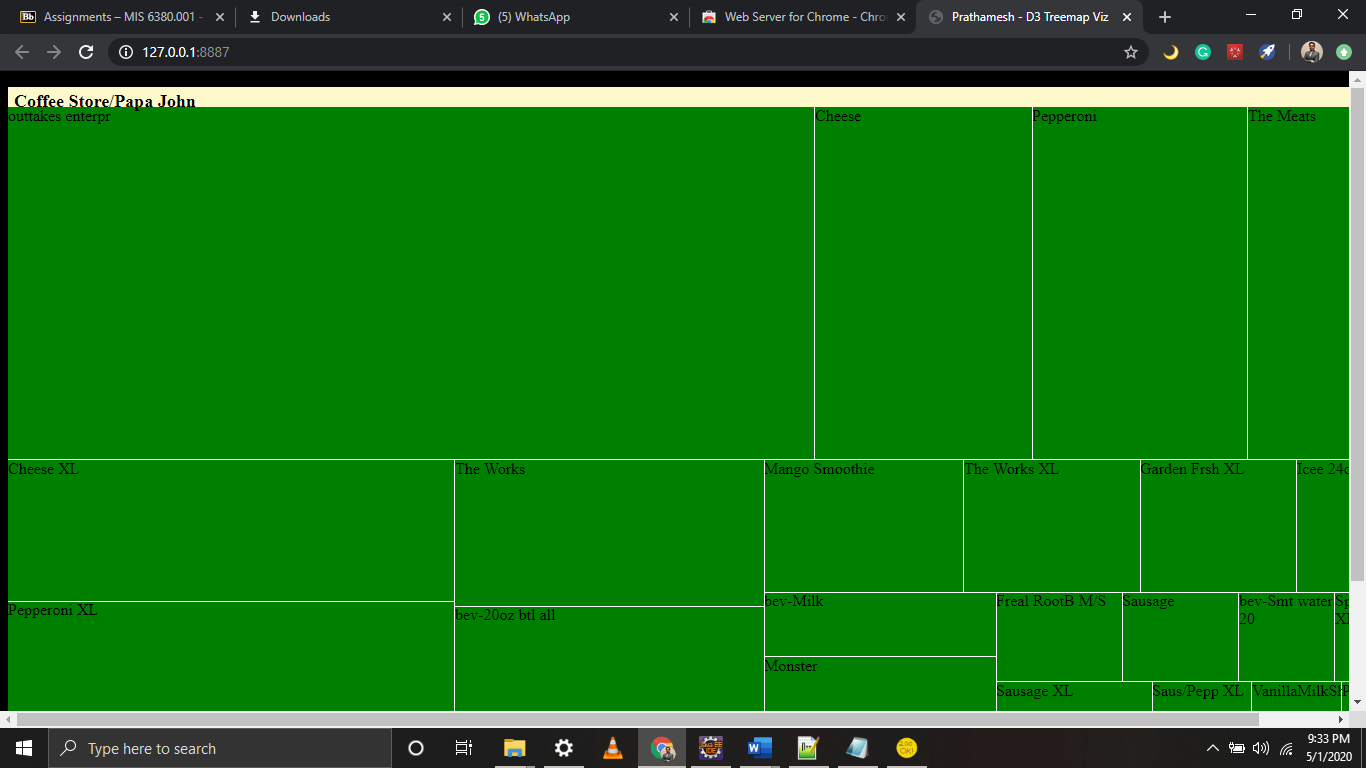 Assignments – MIS 6380.001 -
Downloads
(5) WhatsApp
Web Server for Chrome - Chro
Prathamesh - D3 Treemap Viz
127.0.0.1:8887
Coffee Store/Papa John
outtakes enterpr
Cheese
Pepperoni
The Meats
Cheese XL
The Works
Mango Smoothie
The Works XL
Garden Frsh XL
Icee 24o
Pepperoni XL
bev-20oz btl all
bev-Milk
Freal RootB M/S
Sausage
bev-Smt water
20
Sp
XL
Monster
Sausage XL
Saus/Pepp XL
VanillaMilkSh
P
Type here to search
9:33 PM
5/1/2020